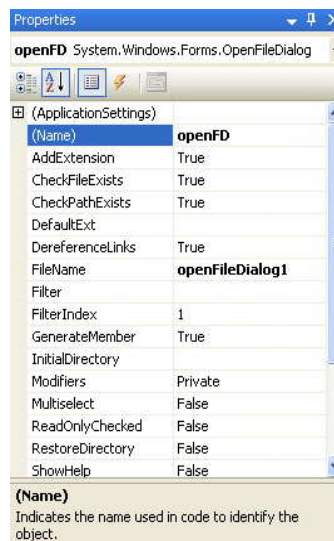 Properties
openFD System.Windows.Forms.OpenFileDialog
(ApplicationSettings)
(Name) openFD
AddExtension True
CheckFileExists True
CheckPathExists True
DefaultExt
DereferenceLinks True
FileName openFileDialog1
Filter
FilterIndex 1
GenerateMember True
InitialDirectory
Modifiers Private
Multiselect False
ReadOnlyChecked False
RestoreDirectory False
ShowHelp False
(Name)
Indicates the name used in code to identify the
object.